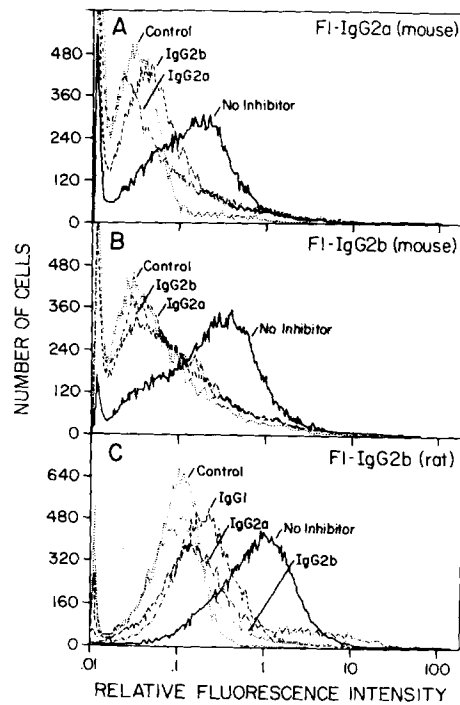 A
Fl-IgG2a (mouse)
Control
IgG2b
IgG2a
No Inhibitor
480
360
240
120
0
B
Fl-IgG2b (mouse)
Control
IgG2b
IgG2a
No Inhibitor
480
360
240
120
0
C
Fl-IgG2b (rat)
Control
IgG1
IgG2a
No Inhibitor
IgG2b
640
480
320
160
0
NUMBER OF CELLS
.01 .1 1 10 100
RELATIVE FLUORESCENCE INTENSITY